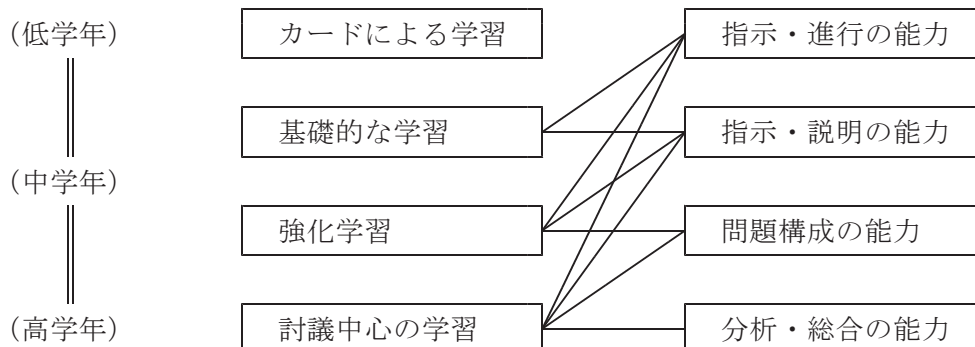 (低学年) カードによる学習 指示・進行の能力
基礎的な学習 指示・説明の能力
(中学年)
強化学習 問題構成の能力
(高学年) 討議中心の学習 分析・総合の能力